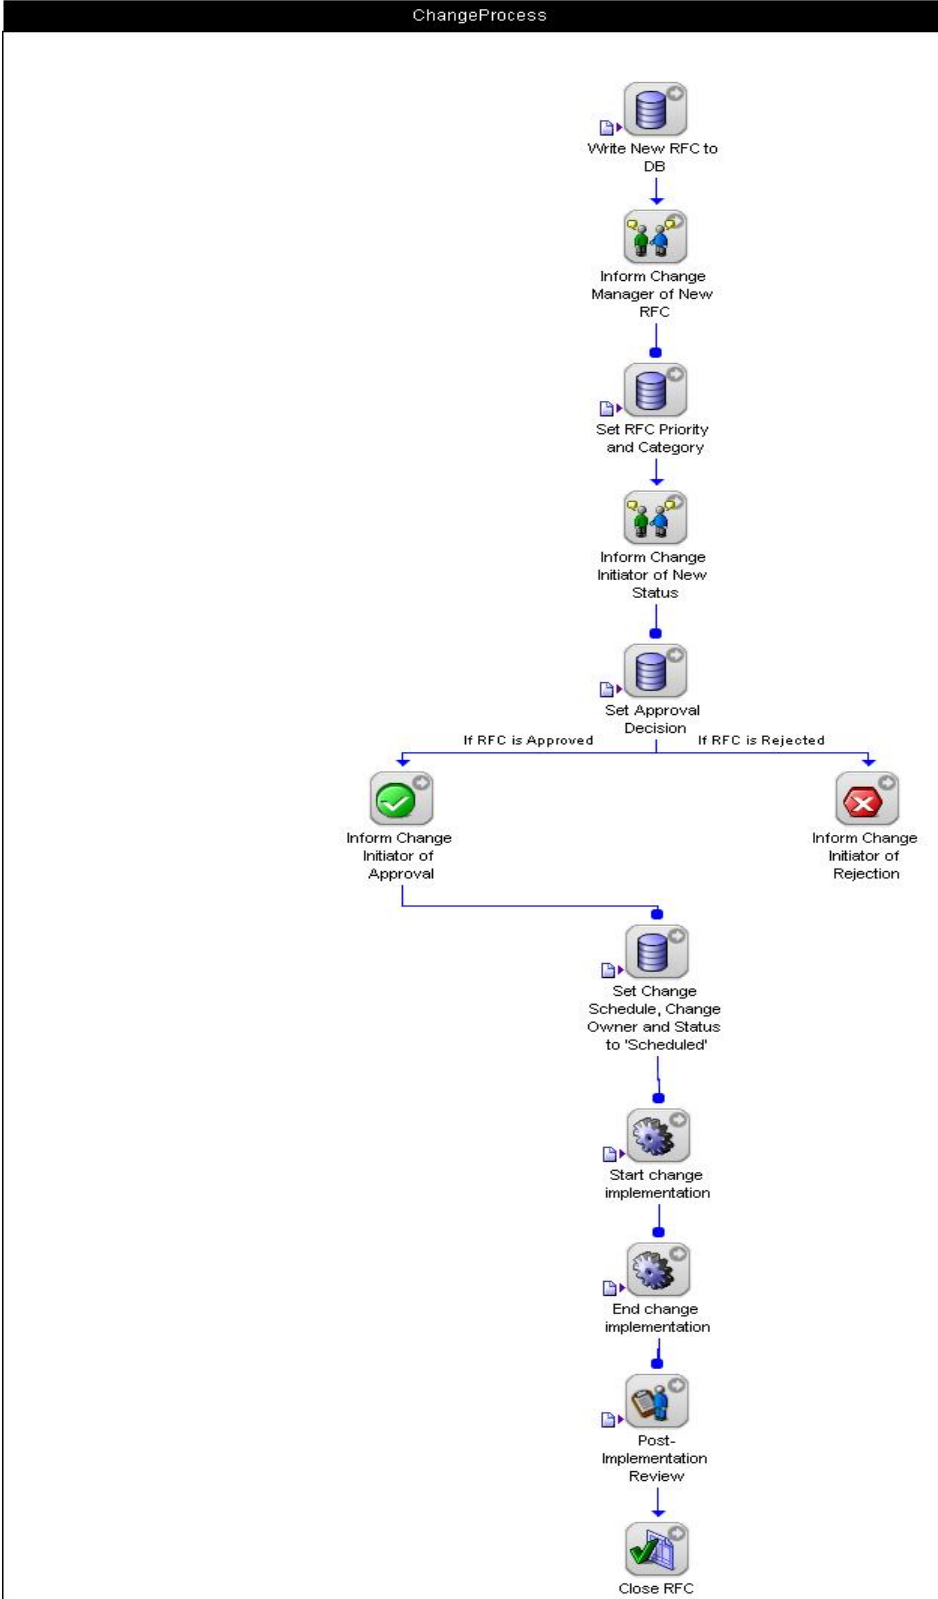 ChangeProcess
Write New RFC to
DB
Inform Change
Manager of New
RFC
Set RFC Priority
and Category
Inform Change
Initiator of New
Status
Set Approval
Decision
If RFC is Approved
If RFC is Rejected
Inform Change
Initiator of
Approval
Inform Change
Initiator of
Rejection
Set Change
Schedule, Change
Owner and Status
to 'Scheduled'
Start change
implementation
End change
implementation
Post-
Implementation
Review
Close RFC